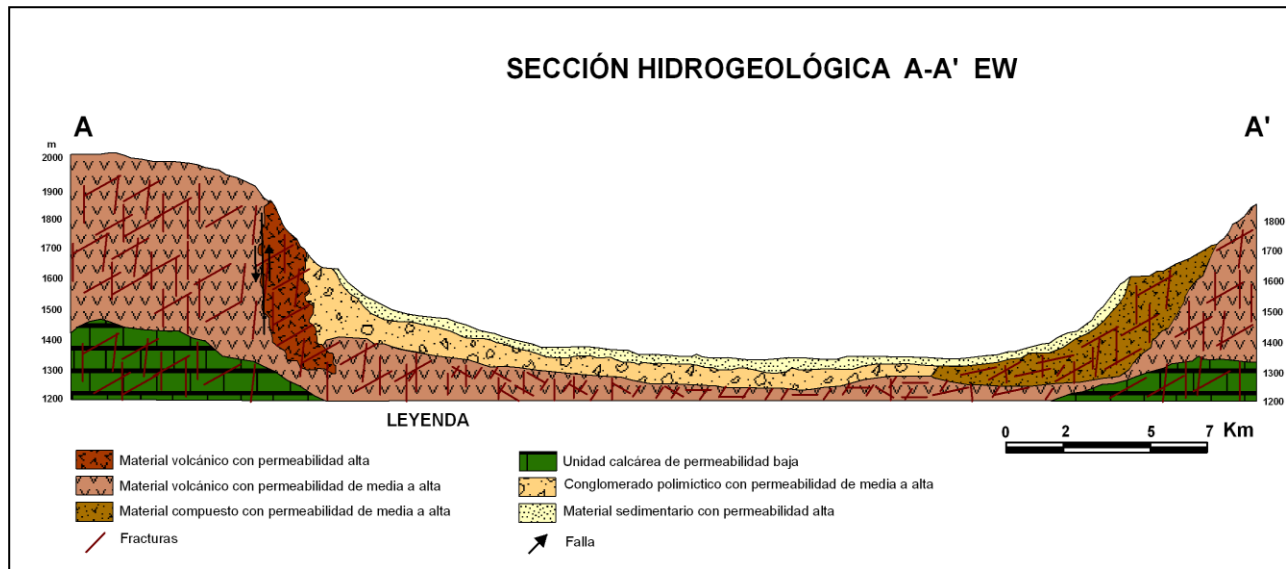 SECCIÓN HIDROGEOLÓGICA A-A' EW
A
A'
m
2000
1900
1800
1700
1600
1500
1400
1300
1200
1800
1700
1600
1500
1400
1300
1200
LEYENDA
0 2 5 7 Km
Material volcánico con permeabilidad alta
Material volcánico con permeabilidad de media a alta
Material compuesto con permeabilidad de media a alta
Fracturas
Unidad calcárea de permeabilidad baja
Conglomerado polimictico con permeabilidad de media a alta
Material sedimentario con permeabilidad alta
Falla